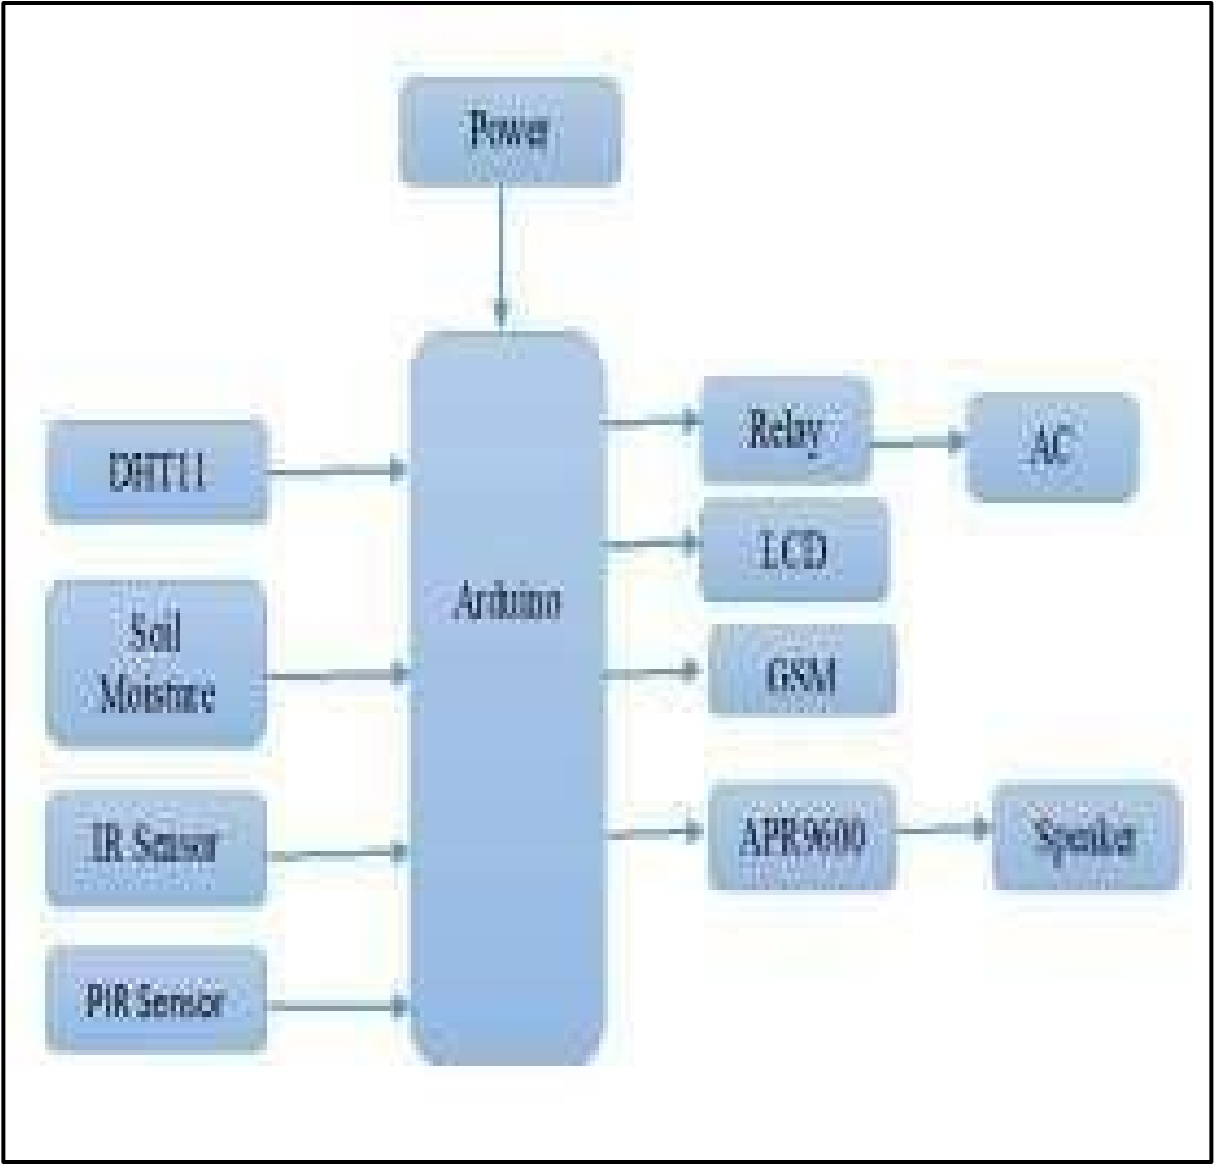 Power
DHT11
Soil
Moisture
IR Sensor
PIR Sensor
Arduino
Relay
AC
LCD
GSM
APR9600
Speaker